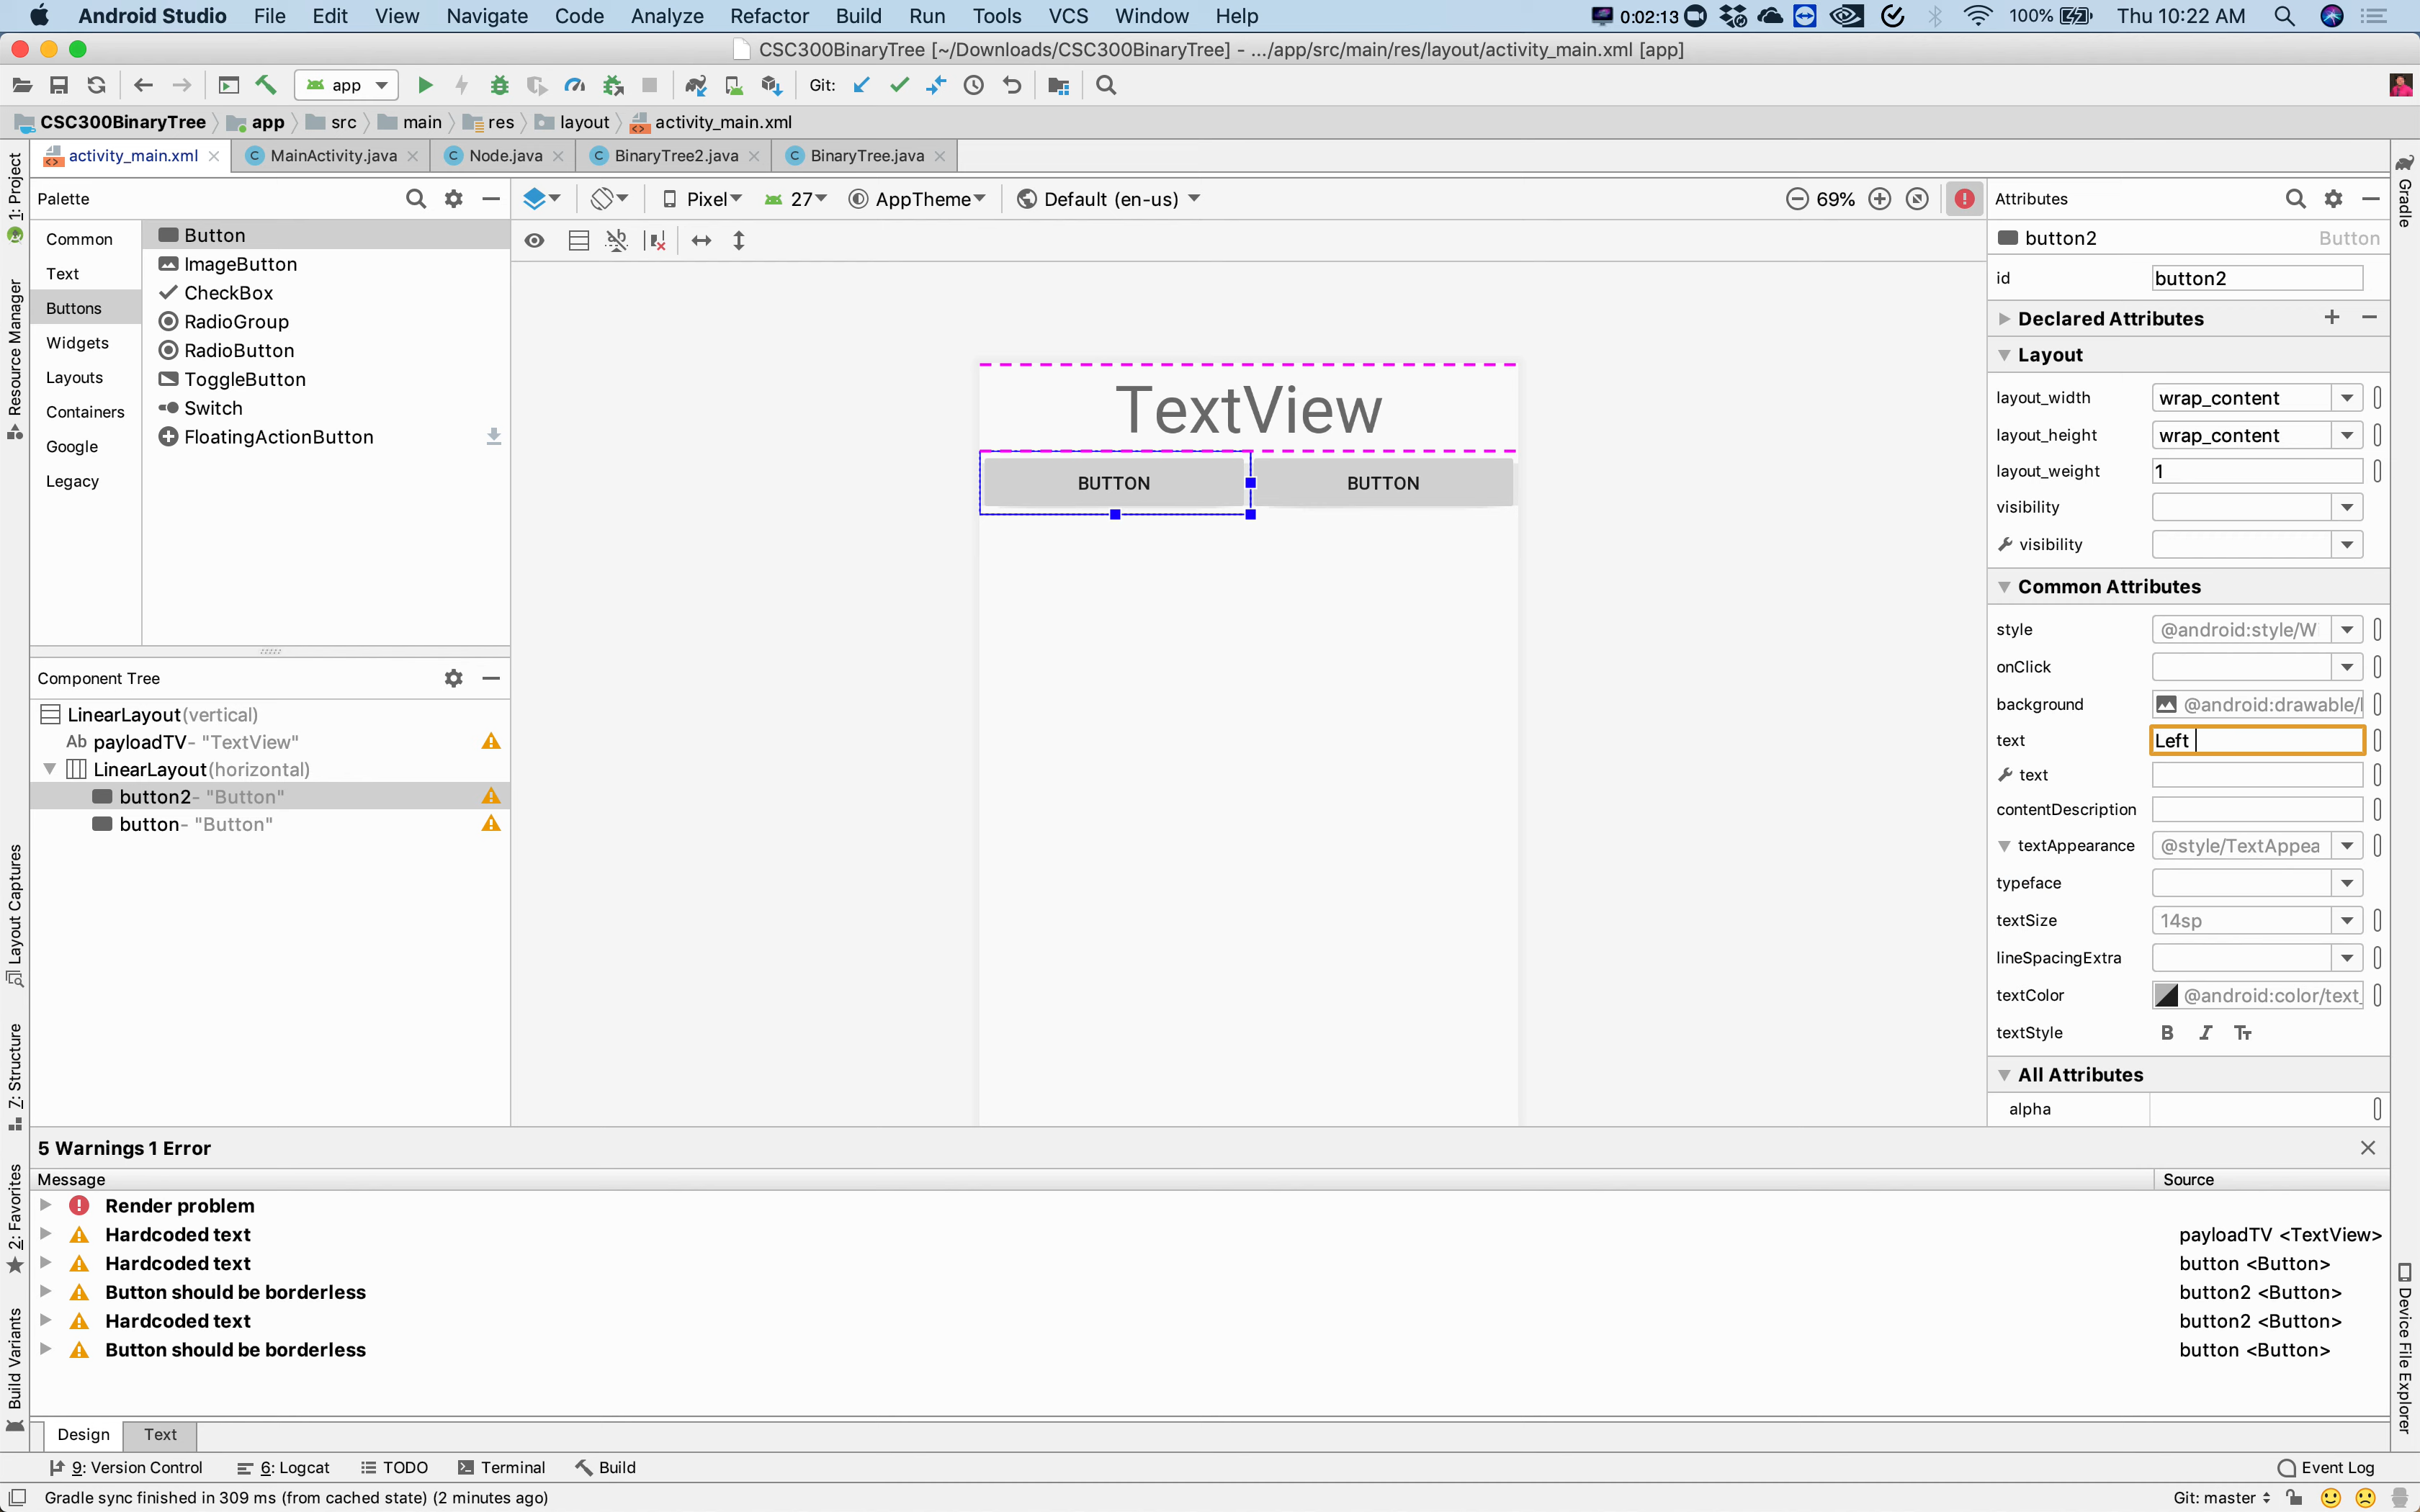 Android Studio File Edit View Navigate Code Analyze Refactor Build Run Tools VCS Window Help 0:02:13 100% Thu 10:22 AM
CSC300BinaryTree [~/Downloads/CSC300BinaryTree] - .../app/src/main/res/layout/activity_main.xml [app]
app Git:
CSC300BinaryTree app src main res layout activity_main.xml
activity_main.xml MainActivity.java Node.java BinaryTree2.java BinaryTree.java
1: Project
Resource Manager
Layout Captures
7: Structure
2: Favorites
Build Variants
Palette
Common
Text
Buttons
Widgets
Layouts
Containers
Google
Legacy
Button
ImageButton
CheckBox
RadioGroup
RadioButton
ToggleButton
Switch
FloatingActionButton
Component Tree
LinearLayout(vertical)
Ab payloadTV- "TextView"
LinearLayout(horizontal)
button2- "Button"
button- "Button"
Pixel 27 AppTheme Default (en-us) 69%
TextView
BUTTON BUTTON
Attributes
button2 Button
id button2
Declared Attributes
Layout
layout_width wrap_content
layout_height wrap_content
layout_weight 1
visibility
visibility
Common Attributes
style @android:style/W
onClick
background @android:drawable/
text Left
text
contentDescription
textAppearance @style/TextAppea
typeface
textSize 14sp
lineSpacingExtra
textColor @android:color/text_
textStyle B I Tт
All Attributes
alpha
Gradle
Device File Explorer
5 Warnings 1 Error
Message Source
Render problem
Hardcoded text payloadTV <TextView>
Hardcoded text button <Button>
Button should be borderless button2 <Button>
Hardcoded text button2 <Button>
Button should be borderless button <Button>
Design Text
9: Version Control 6: Logcat TODO Terminal Build Event Log
Gradle sync finished in 309 ms (from cached state) (2 minutes ago) Git: master